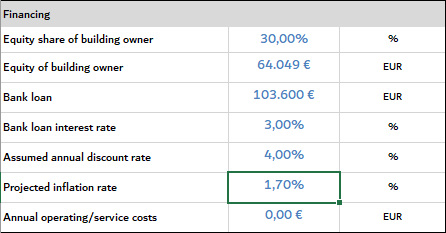 Financing
Equity share of building owner 30,00% %
Equity of building owner 64.049 € EUR
Bank loan 103.600 € EUR
Bank loan interest rate 3,00% %
Assumed annual discount rate 4,00% %
Projected inflation rate 1,70% %
Annual operating/service costs 0,00 € EUR